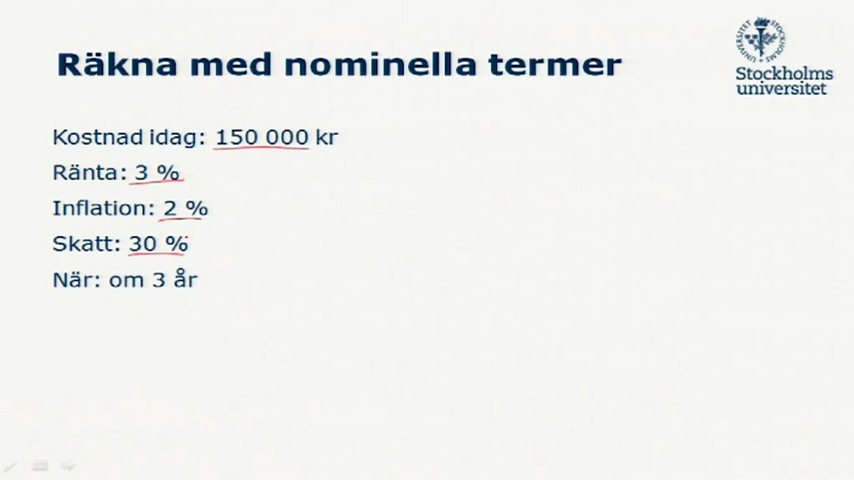 Räkna med nominella termer
Stockholms
universitet
Kostnad idag: 150 000 kr
Ränta: 3 %
Inflation: 2 %
Skatt: 30 %
När: om 3 år